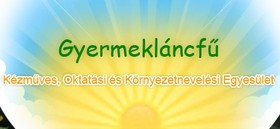 Gyermekláncfű
Kézműves, Oktatási és Környezetnevelési Egyesület